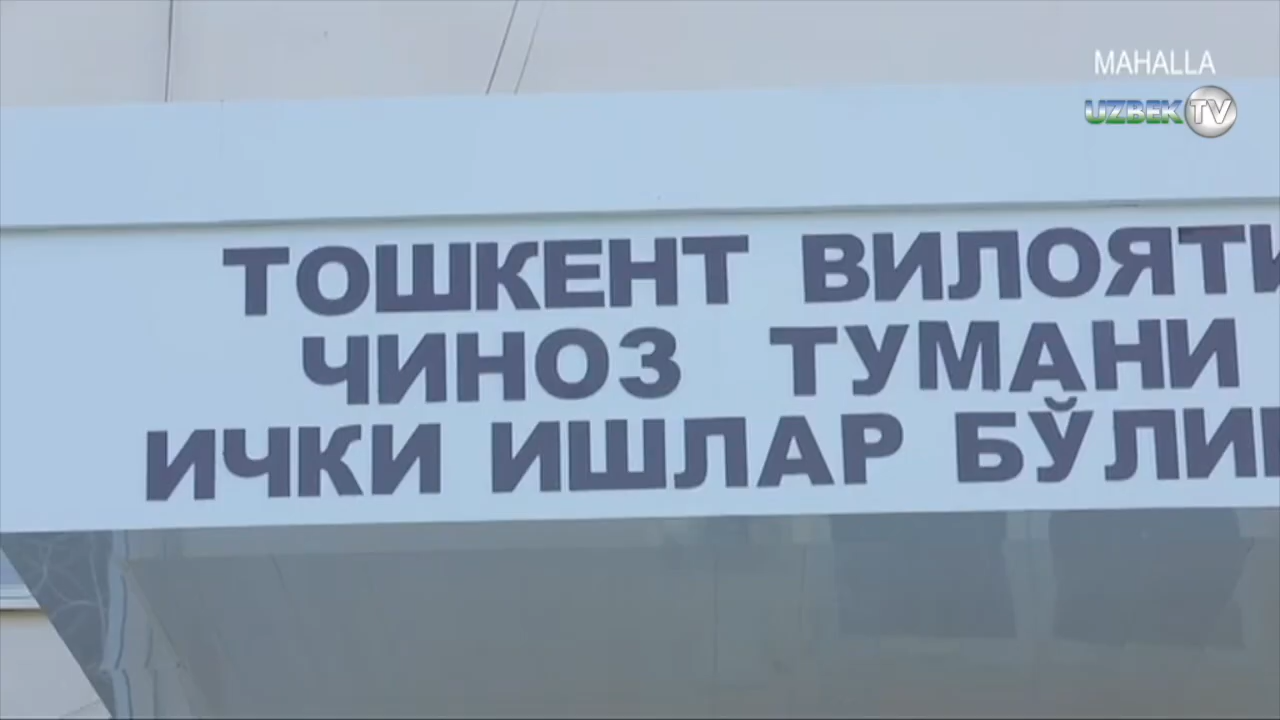 MAHALLA
UZBEK TV
ТОШКЕНТ ВИЛОЯТИ
ЧИНОЗ ТУМАНИ
ИЧКИ ИШЛАР